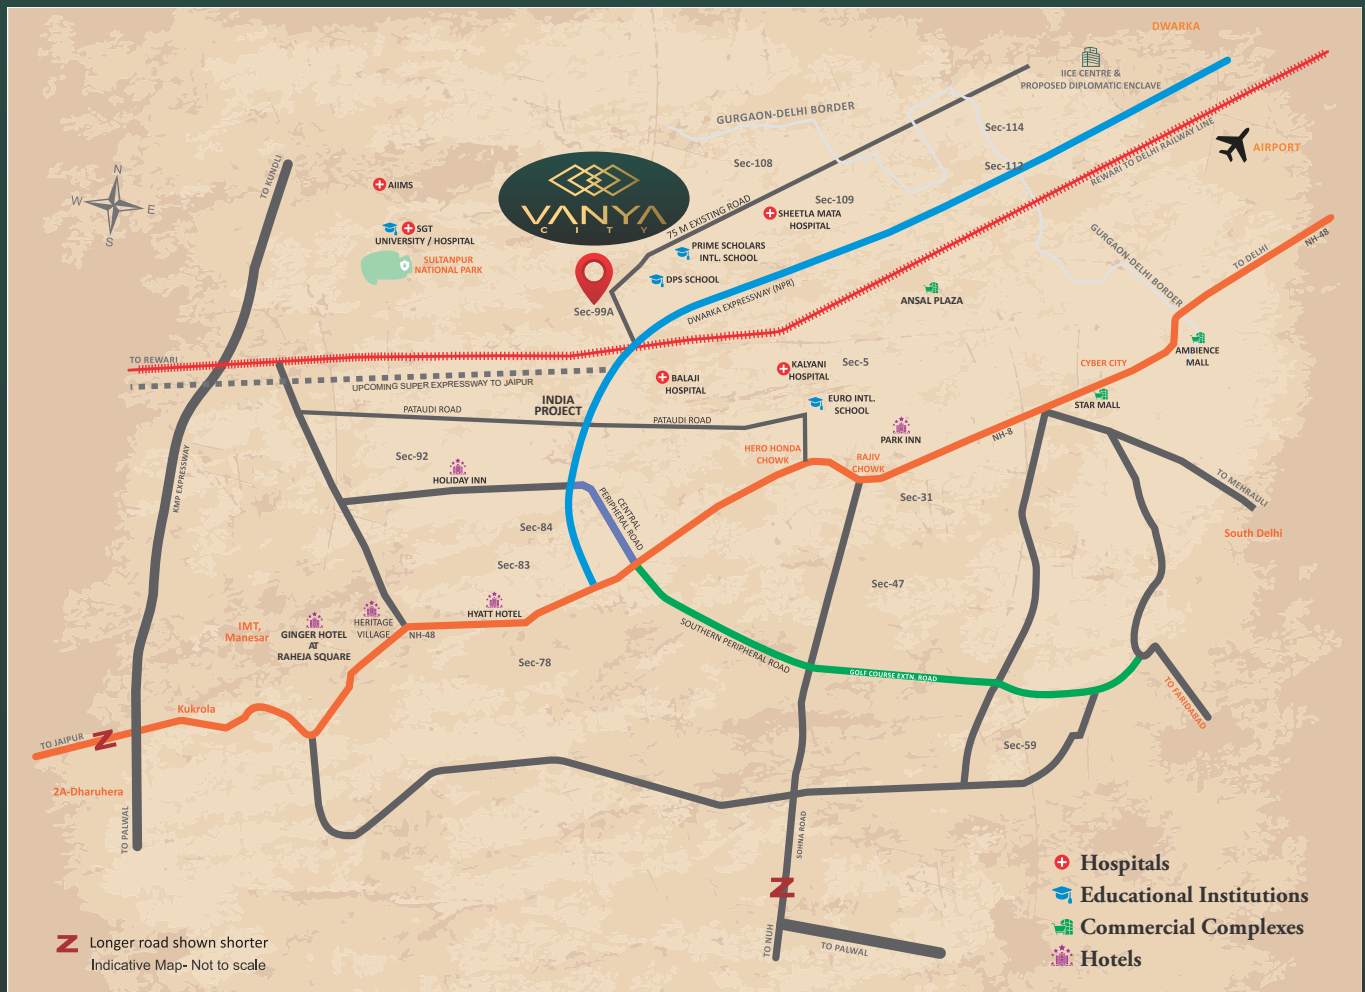 DWARKA
IICE CENTRE &
PROPOSED DIPLOMATIC ENCLAVE
GURGAON-DELHI BORDER
Sec-114
REWARI TO DELHI RAILWAY LINE
AIRPORT
Sec-108
Sec-112
TO KUNDLI
N
W
E
S
AIIMS
VANYA
CITY
75 M EXISTING ROAD
Sec-109
SHEETLA MATA
HOSPITAL
SGT
UNIVERSITY / HOSPITAL
SULTANPUR
NATIONAL PARK
PRIME SCHOLARS
INTL. SCHOOL
DPS SCHOOL
GURGAON-DELHI BORDER
TO DELHI
NH-48
Sec-99A
DWARKA EXPRESSWAY (NPR)
ANSAL PLAZA
TO REWARI
UPCOMING SUPER EXPRESSWAY TO JAIPUR
AMBIENCE
MALL
CYBER CITY
KALYANI
HOSPITAL
Sec-5
BALAJI
HOSPITAL
INDIA
PROJECT
EURO INTL.
SCHOOL
STAR MALL
PATAUDI ROAD
PATAUDI ROAD
PARK INN
NH-8
HERO HONDA
CHOWK
RAJIV
CHOWK
Sec-92
HOLIDAY INN
KMP EXPRESSWAY
CENTRAL
PERIPHERAL ROAD
Sec-31
TO MEHRAULI
South Delhi
Sec-84
Sec-83
Sec-47
HYATT HOTEL
HERITAGE
VILLAGE
NH-48
IMT,
Manesar
GINGER HOTEL
AT
RAHEJA SQUARE
SOUTHERN PERIPHERAL ROAD
Sec-78
GOLF COURSE EXTN. ROAD
TO FARIDABAD
Kukrola
TO JAIPUR
Sec-59
2A-Dharuhera
TO PALWAL
SOHNA ROAD
TO NUH
TO PALWAL
Hospitals
Educational Institutions
Commercial Complexes
Hotels
Longer road shown shorter
Indicative Map- Not to scale